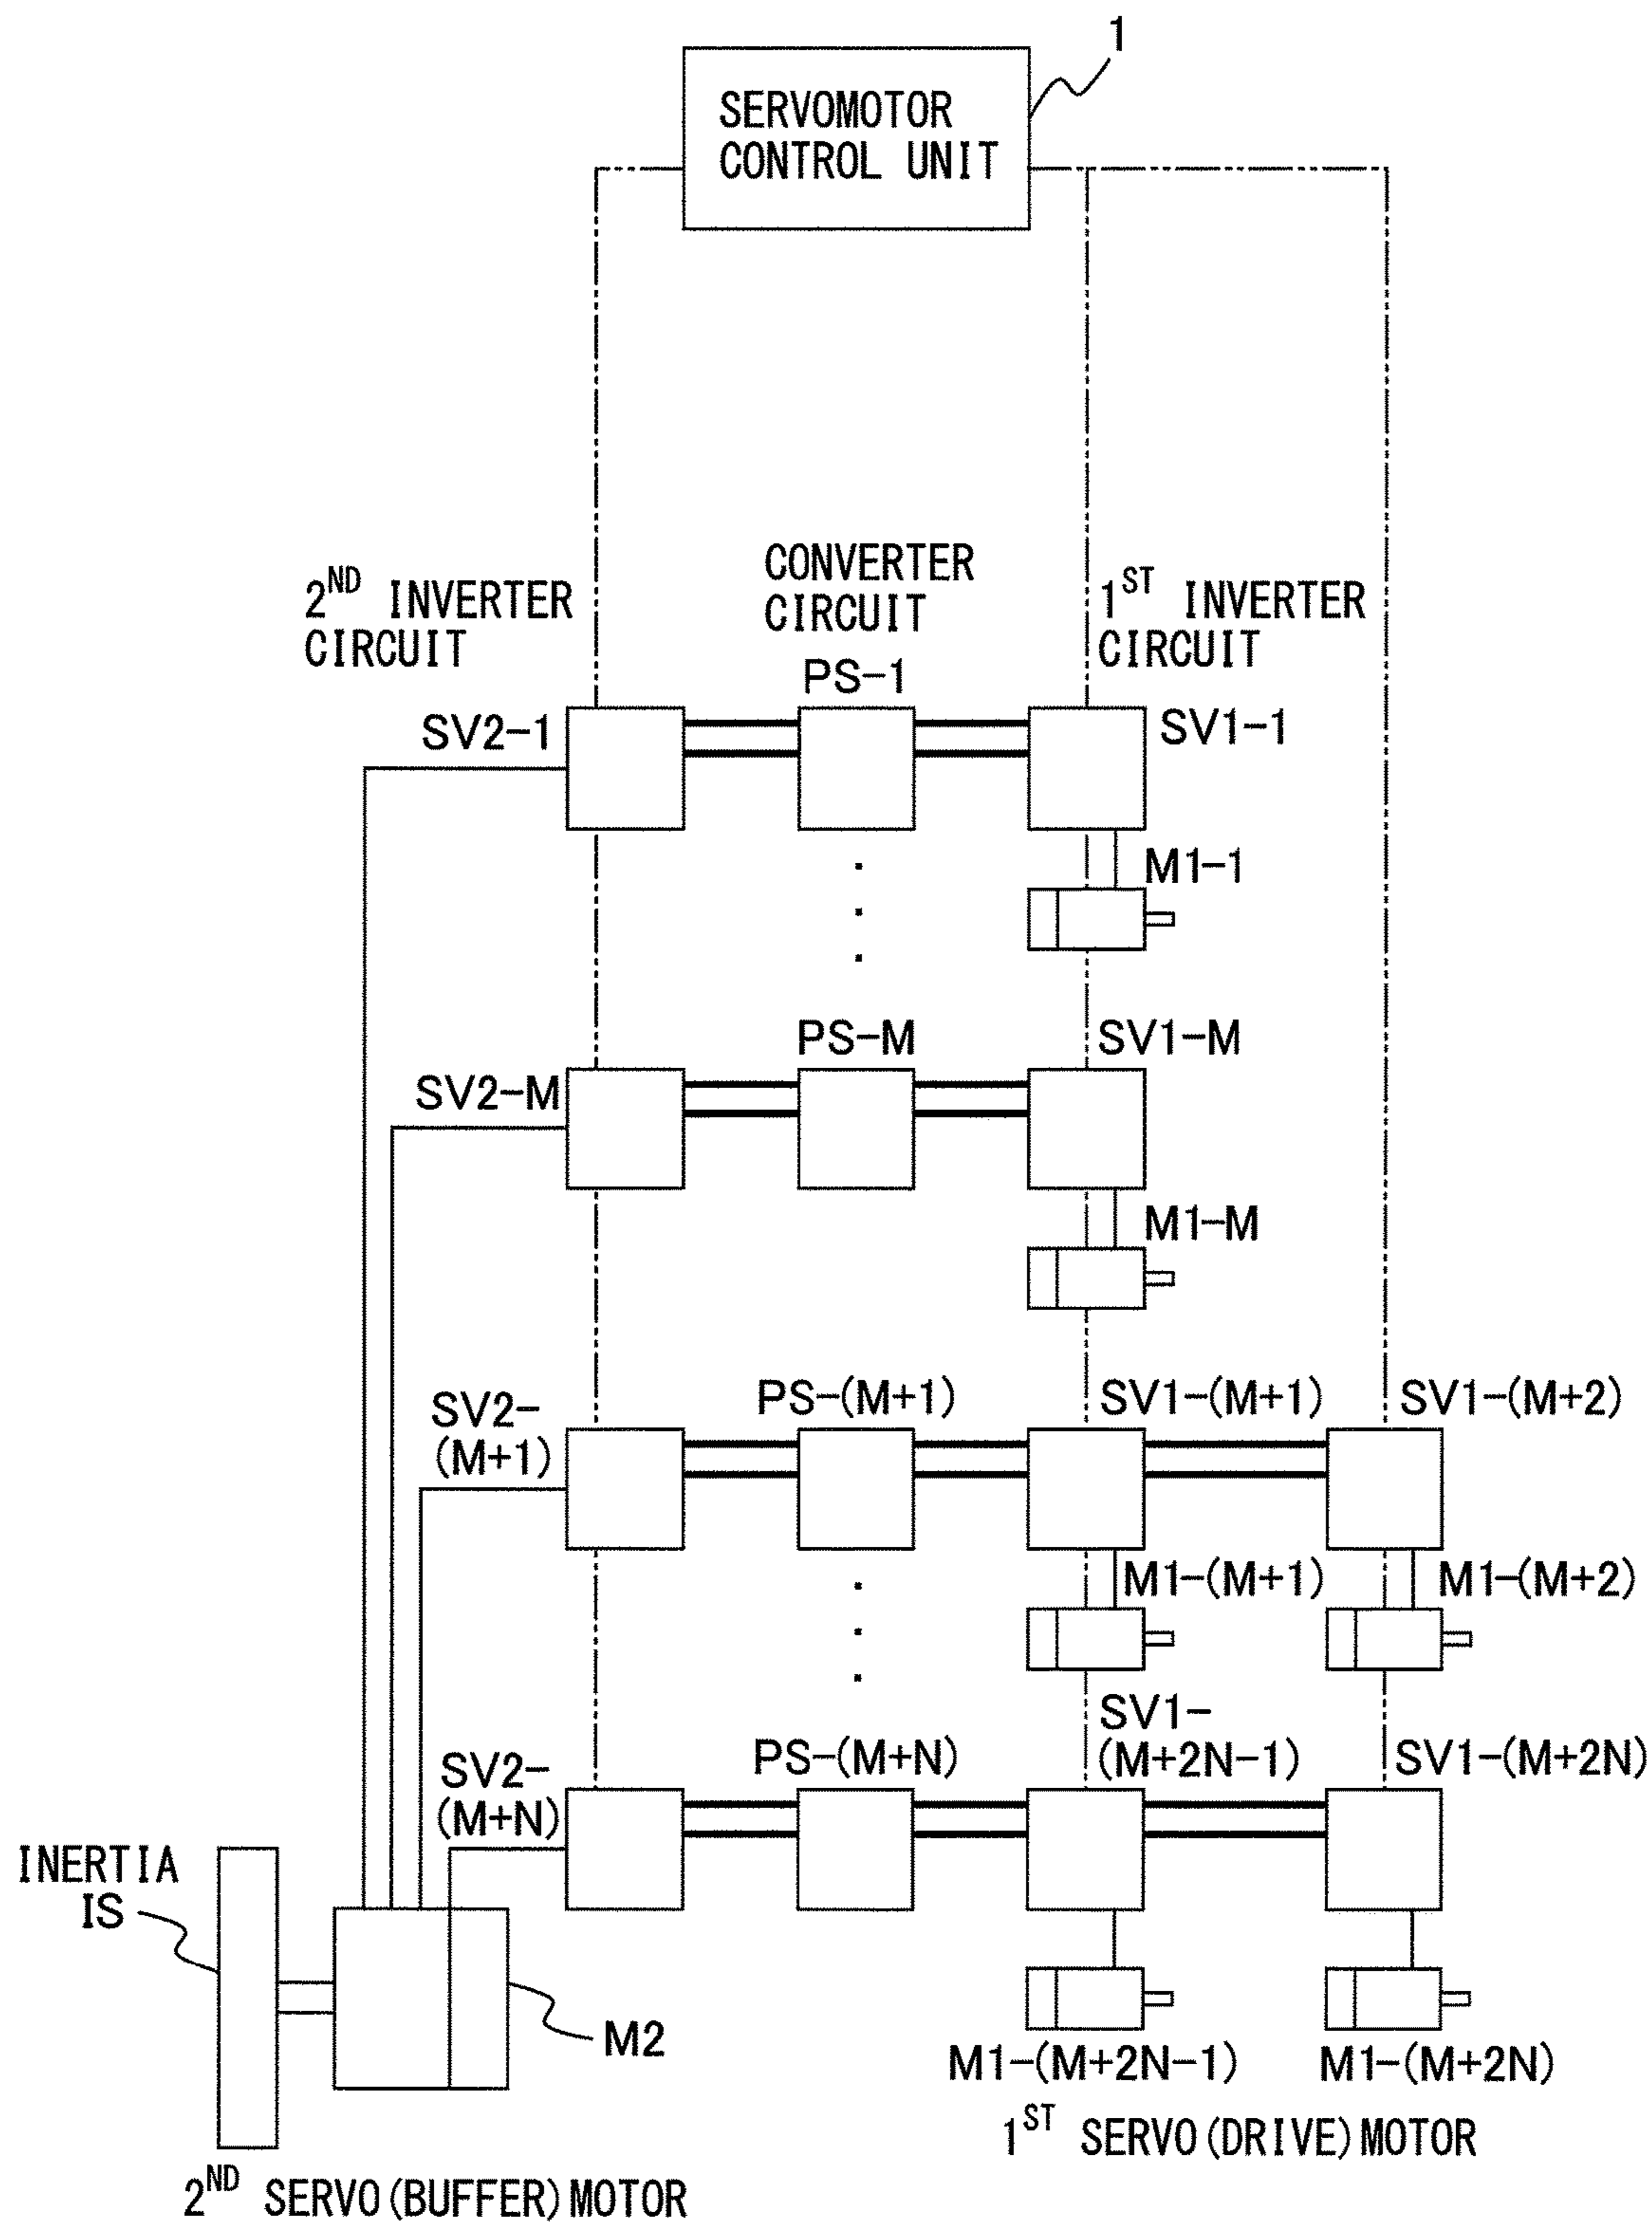 1
SERVOMOTOR
CONTROL UNIT
2ND INVERTER
CIRCUIT
CONVERTER
CIRCUIT
1ST INVERTER
CIRCUIT
PS-1
SV2-1
SV1-1
M1-1
PS-M
SV1-M
SV2-M
M1-M
SV2-
(M+1)
PS-(M+1)
SV1-(M+1)
SV1-(M+2)
M1-(M+1)
M1-(M+2)
SV2-
(M+N)
PS-(M+N)
SV1-
(M+2N-1)
SV1-(M+2N)
INERTIA
IS
M2
M1-(M+2N-1)
M1-(M+2N)
1ST SERVO(DRIVE)MOTOR
2ND SERVO(BUFFER)MOTOR